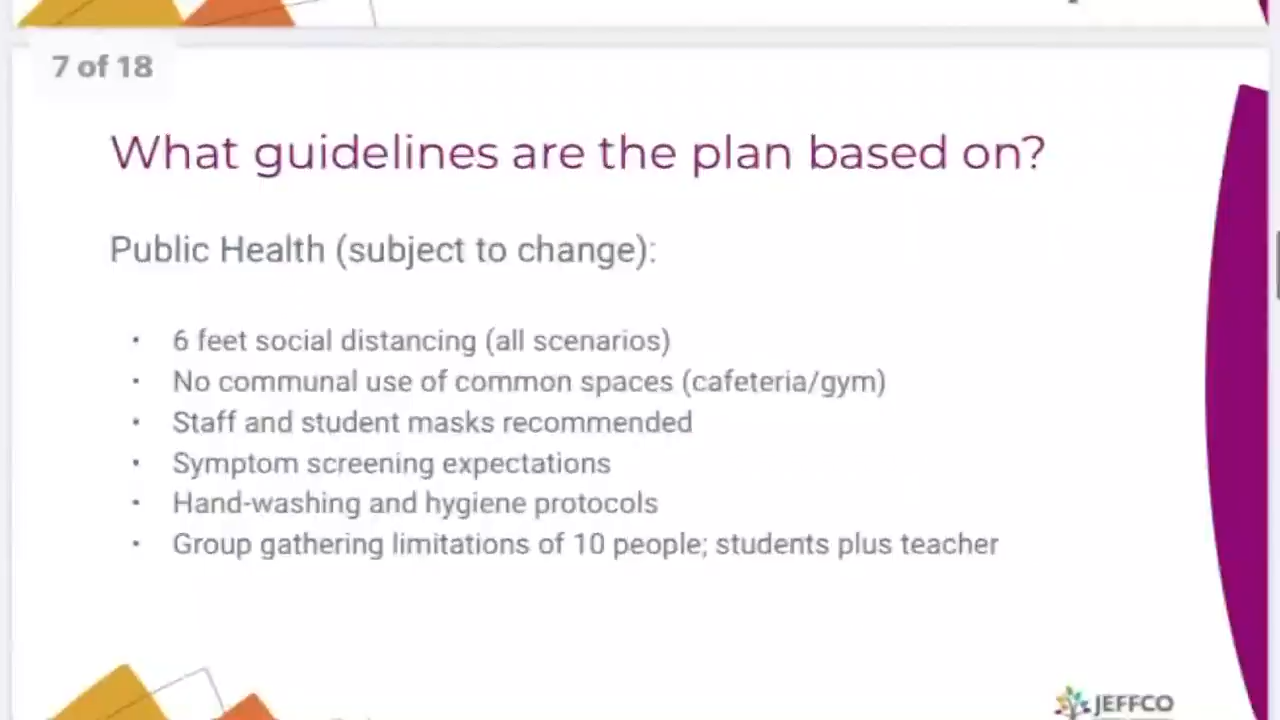 7 of 18
What guidelines are the plan based on?
Public Health (subject to change):
· 6 feet social distancing (all scenarios)
· No communal use of common spaces (cafeteria/gym)
· Staff and student masks recommended
· Symptom screening expectations
· Hand-washing and hygiene protocols
· Group gathering limitations of 10 people; students plus teacher
JEFFCO